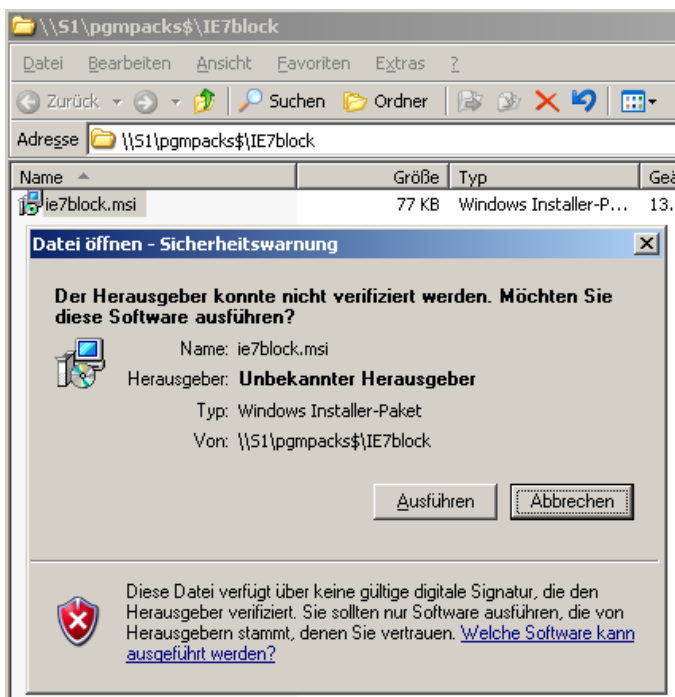 \\S1\pgmpacks$\IE7block
Datei Bearbeiten Ansicht Favoriten Extras ?
Zurück Suchen Ordner
Adresse \\S1\pgmpacks$\IE7block
Name Größe Typ Geä
ie7block.msi 77 KB Windows Installer-P... 13.
Datei öffnen - Sicherheitswarnung
Der Herausgeber konnte nicht verifiziert werden. Möchten Sie
diese Software ausführen?
Name: ie7block.msi
Herausgeber: Unbekannter Herausgeber
Typ: Windows Installer-Paket
Von: \\S1\pgmpacks$\IE7block
Ausführen Abbrechen
Diese Datei verfügt über keine gültige digitale Signatur, die den
Herausgeber verifiziert. Sie sollten nur Software ausführen, die von
Herausgebern stammt, denen Sie vertrauen. Welche Software kann
ausgeführt werden?